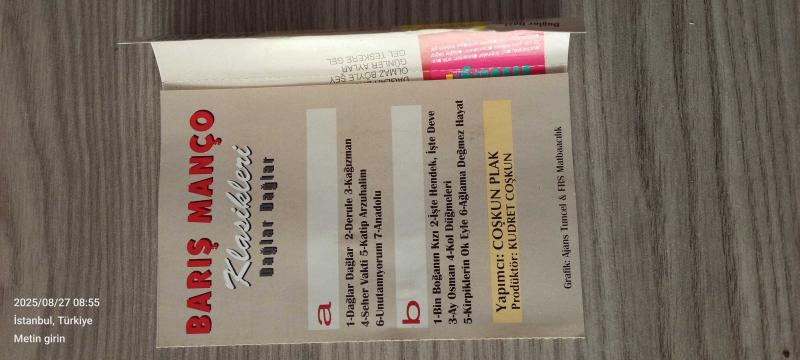 BARIŞ MANÇO
Klasikleri
Dağlar Dağlar
a
1-Dağlar Dağlar 2-Derule 3-Kağızman
4-Seher Vakti 5-Katip Arzuhalim
6-Unutamıyorum 7-Anadolu
b
1-Bin Boğanın Kızı 2-İşte Hendek, İşte Deve
3-Ay Osman 4-Kol Düğmeleri
5-Kirpiklerin Ok Eyle 6-Ağlama Değmez Hayat
Yapımcı: COŞKUN PLAK
Prodüktör: KUDRET COŞKUN
Grafik: Ajans Tuncel & FRS Matbaacılık
OLMAZ BÖYLE ŞEY
GÜNLER AYLAR
GEL TESKERE GEL
2025/08/27 08:55
İstanbul, Türkiye
Metin girin